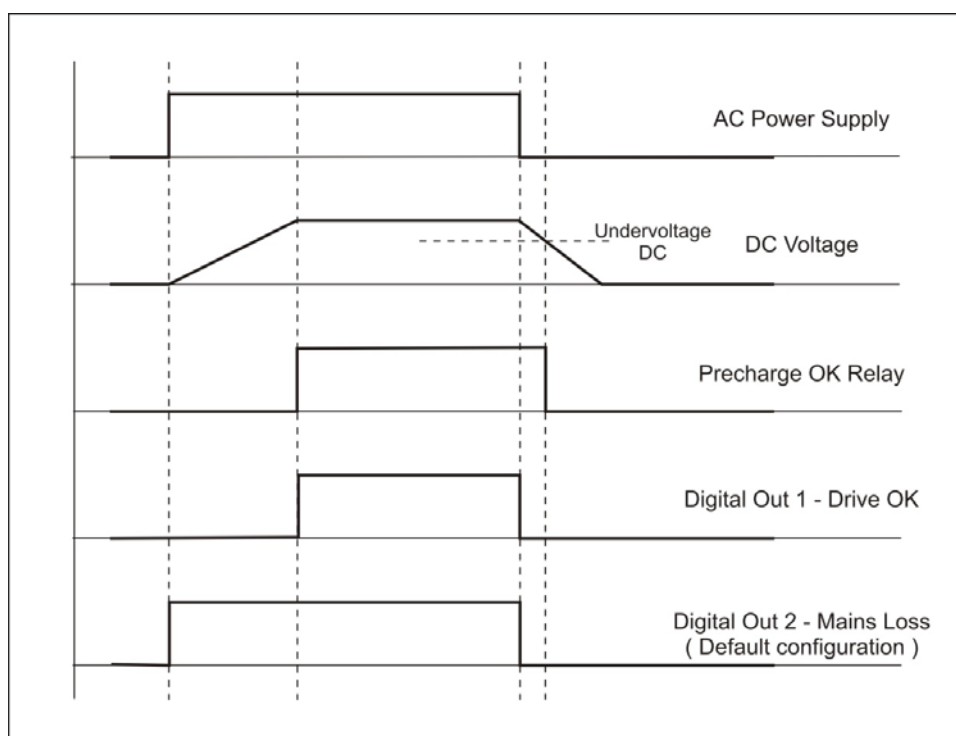 AC Power Supply
Undervoltage
DC
DC Voltage
Precharge OK Relay
Digital Out 1 - Drive OK
Digital Out 2 - Mains Loss
( Default configuration )